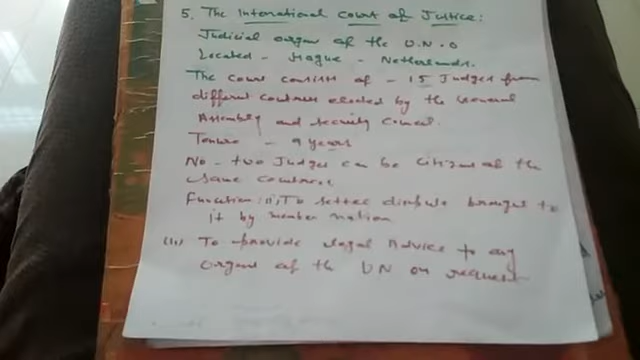 5. The International Court of Justice:
Judicial organ of the U.N.O
Located - Hague - Netherlands.
The Court consists of - 15 Judges from
different countries elected by the General
Assembly and Security Council.
Tenure - 9 years
No - two Judges can be citizen of the
same countries
Function: (i) To settle dispute brought to
it by member nation
(ii) To provide legal Advice to any
organs of the UN on request